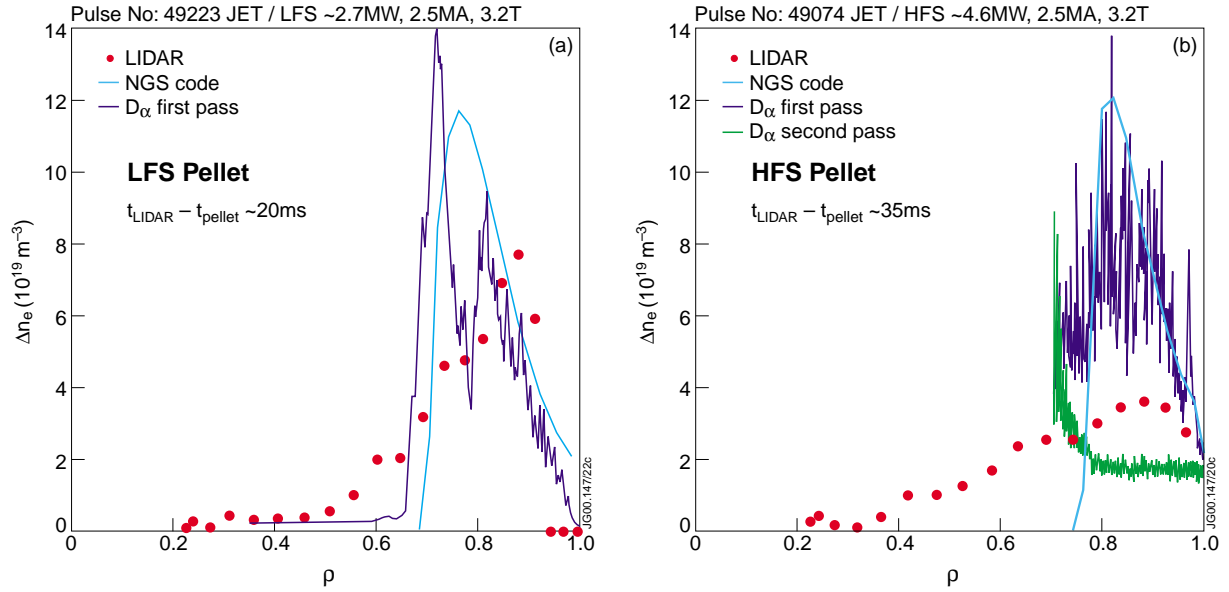 Pulse No: 49223 JET / LFS ~2.7MW, 2.5MA, 3.2T
(a)
LIDAR
NGS code
Dα first pass
LFS Pellet
tLIDAR – tpellet ~20ms
Δne (10^19 m^–3)
14
12
10
8
6
4
2
0
0
0.2
0.4
0.6
0.8
1.0
ρ
JG00.147/22c
Pulse No: 49074 JET / HFS ~4.6MW, 2.5MA, 3.2T
(b)
LIDAR
NGS code
Dα first pass
Dα second pass
HFS Pellet
tLIDAR – tpellet ~35ms
Δne (10^19 m^–3)
14
12
10
8
6
4
2
0
0
0.2
0.4
0.6
0.8
1.0
ρ
JG00.147/20c